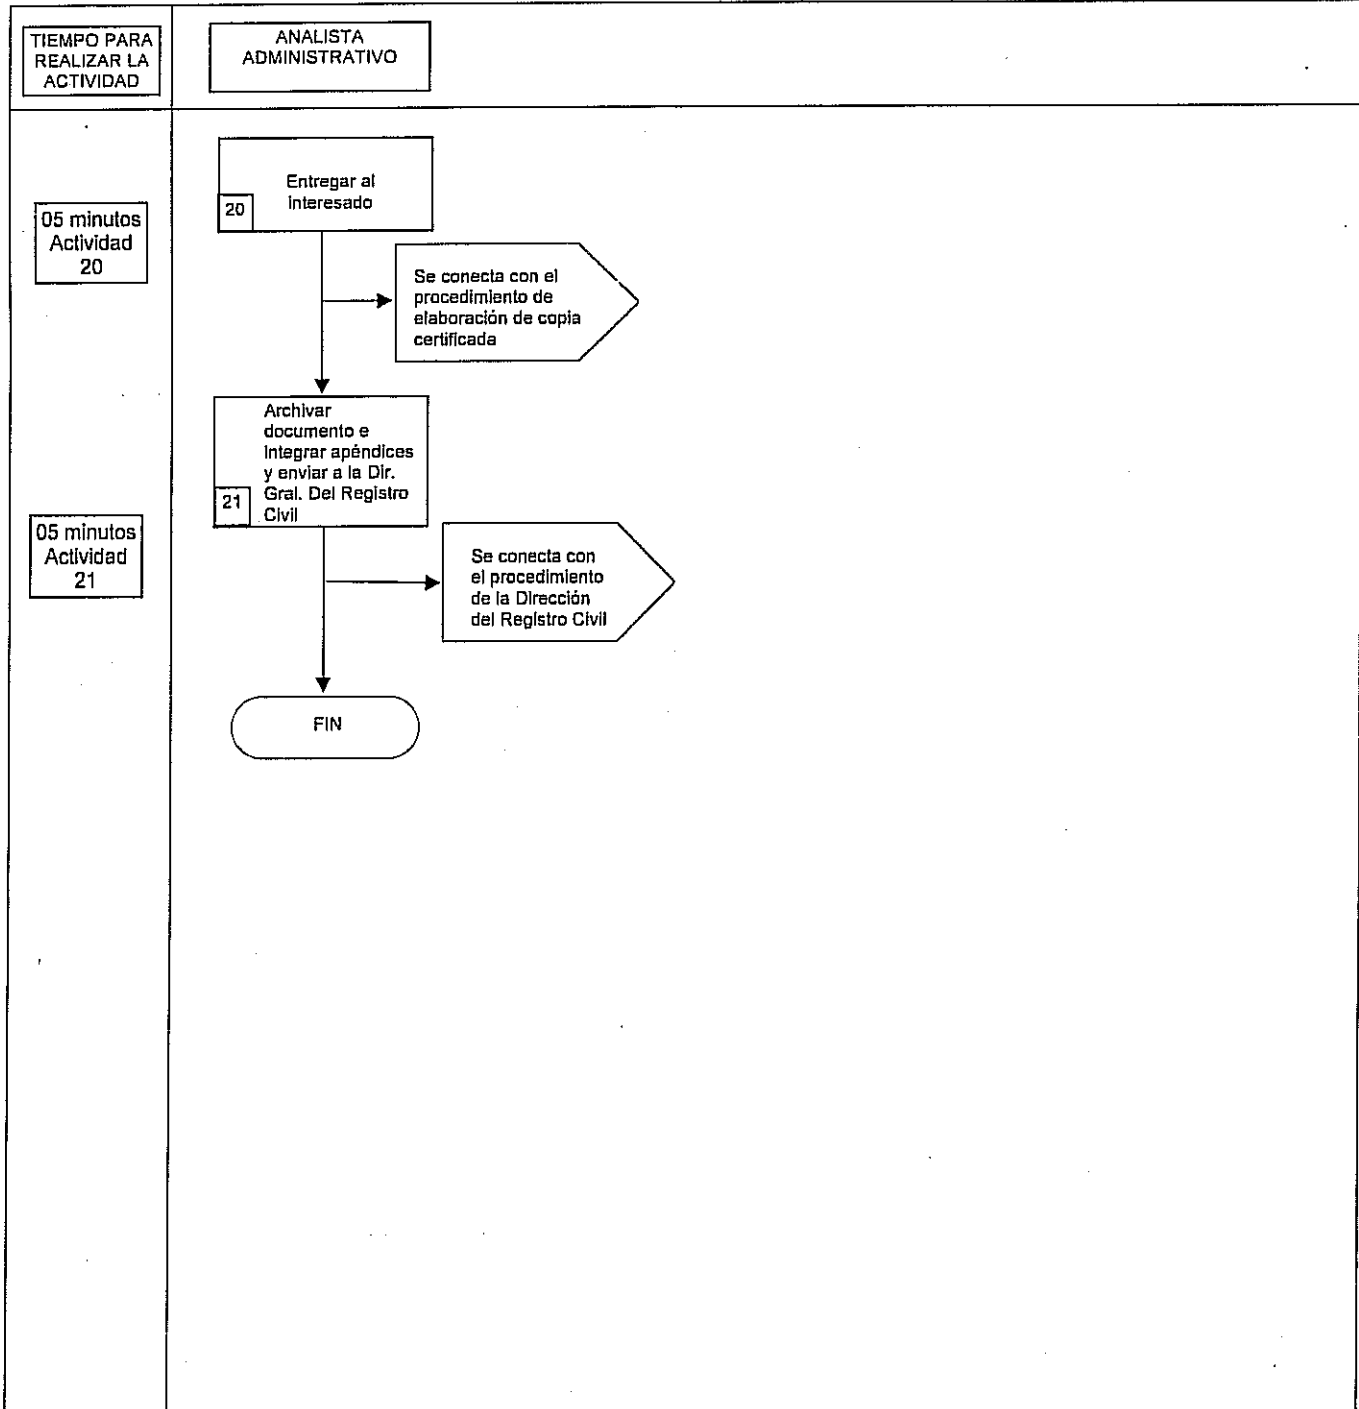 TIEMPO PARA
REALIZAR LA
ACTIVIDAD
ANALISTA
ADMINISTRATIVO
Entregar al
interesado
20
05 minutos
Actividad
20
Se conecta con el
procedimiento de
elaboración de copia
certificada
Archivar
documento e
integrar apéndices
y enviar a la Dir.
Gral. Del Registro
Civil
21
05 minutos
Actividad
21
Se conecta con
el procedimiento
de la Dirección
del Registro Civil
FIN